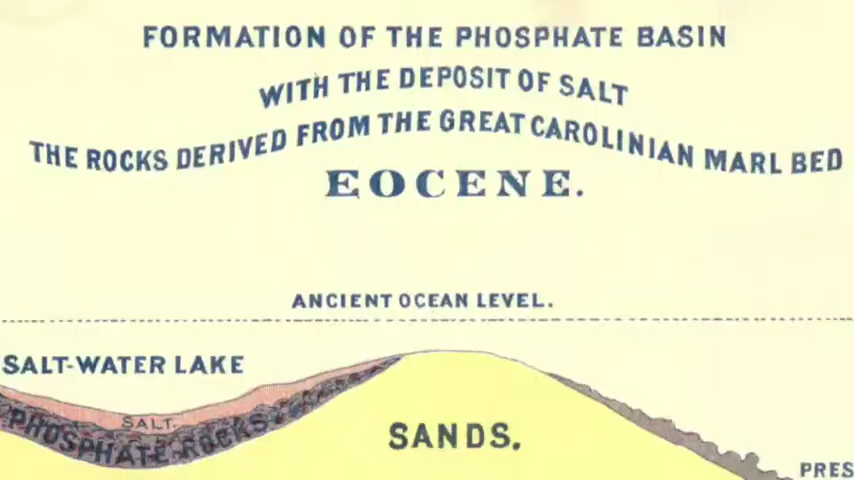 FORMATION OF THE PHOSPHATE BASIN
WITH THE DEPOSIT OF SALT
THE ROCKS DERIVED FROM THE GREAT CAROLINIAN MARL BED
EOCENE.
ANCIENT OCEAN LEVEL.
SALT-WATER LAKE
SALT.
PHOSPHATE ROCKS
SANDS.
PRES